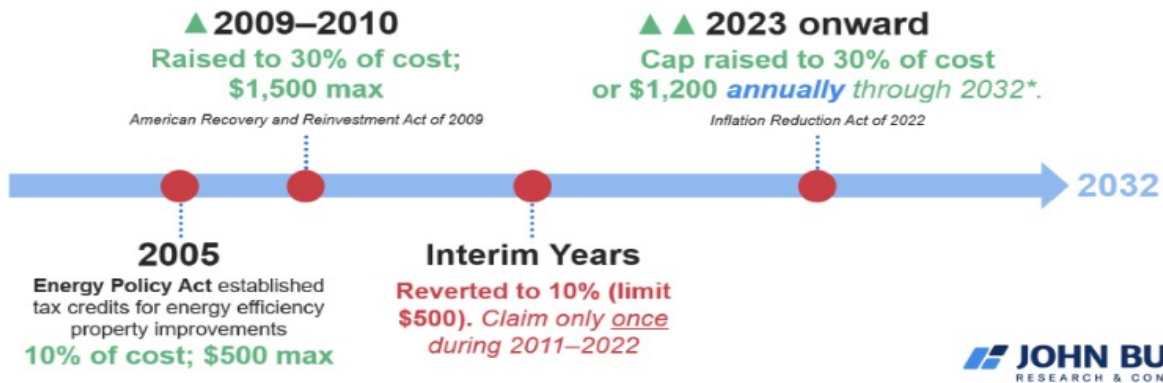 ▲ 2009–2010
Raised to 30% of cost;
$1,500 max
American Recovery and Reinvestment Act of 2009
▲ ▲ 2023 onward
Cap raised to 30% of cost
or $1,200 annually through 2032*.
Inflation Reduction Act of 2022
2032
2005
Energy Policy Act established
tax credits for energy efficiency
property improvements
10% of cost; $500 max
Interim Years
Reverted to 10% (limit
$500). Claim only once
during 2011–2022
JOHN BU
RESEARCH & CON